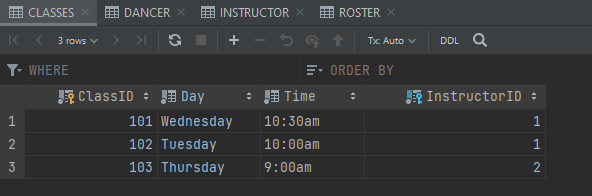 CLASSES DANCER INSTRUCTOR ROSTER
3 rows Tx: Auto DDL
WHERE ORDER BY
ClassID Day Time InstructorID
1 101 Wednesday 10:30am 1
2 102 Tuesday 10:00am 1
3 103 Thursday 9:00am 2